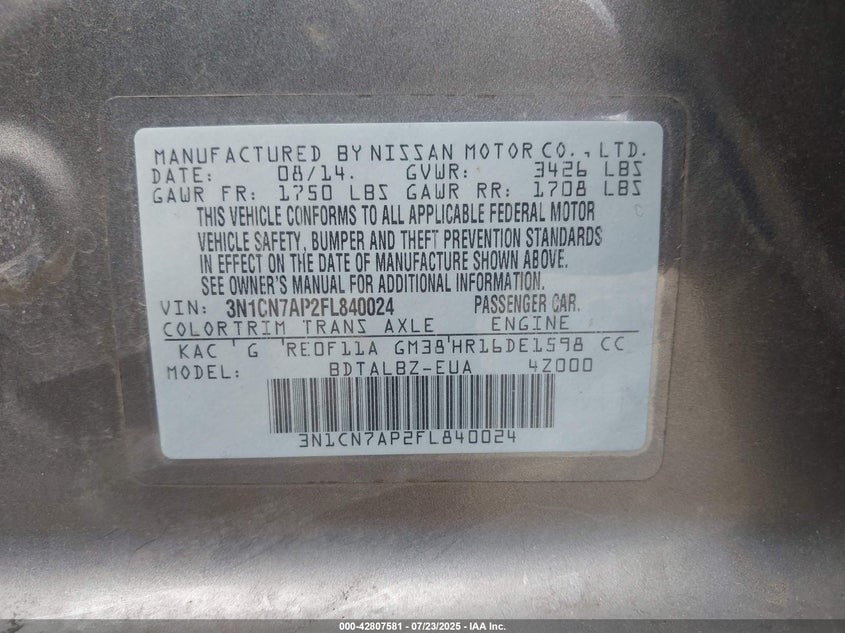 MANUFACTURED BY NISSAN MOTOR CO., LTD.
DATE: 08/14. GVWR: 3426 LBS
GAWR FR: 1750 LBS GAWR RR: 1708 LBS
THIS VEHICLE CONFORMS TO ALL APPLICABLE FEDERAL MOTOR
VEHICLE SAFETY, BUMPER AND THEFT PREVENTION STANDARDS
IN EFFECT ON THE DATE OF MANUFACTURE SHOWN ABOVE.
SEE OWNER'S MANUAL FOR ADDITIONAL INFORMATION.
VIN: 3N1CN7AP2FL840024 PASSENGER CAR.
COLORTRIM TRANS AXLE ENGINE
KAC G RE0F11A GM38 HR16DE1598 CC
MODEL: BDTALBZ-EUA 4Z000
3N1CN7AP2FL840024
000-42807581 - 07/23/2025 - IAA Inc.